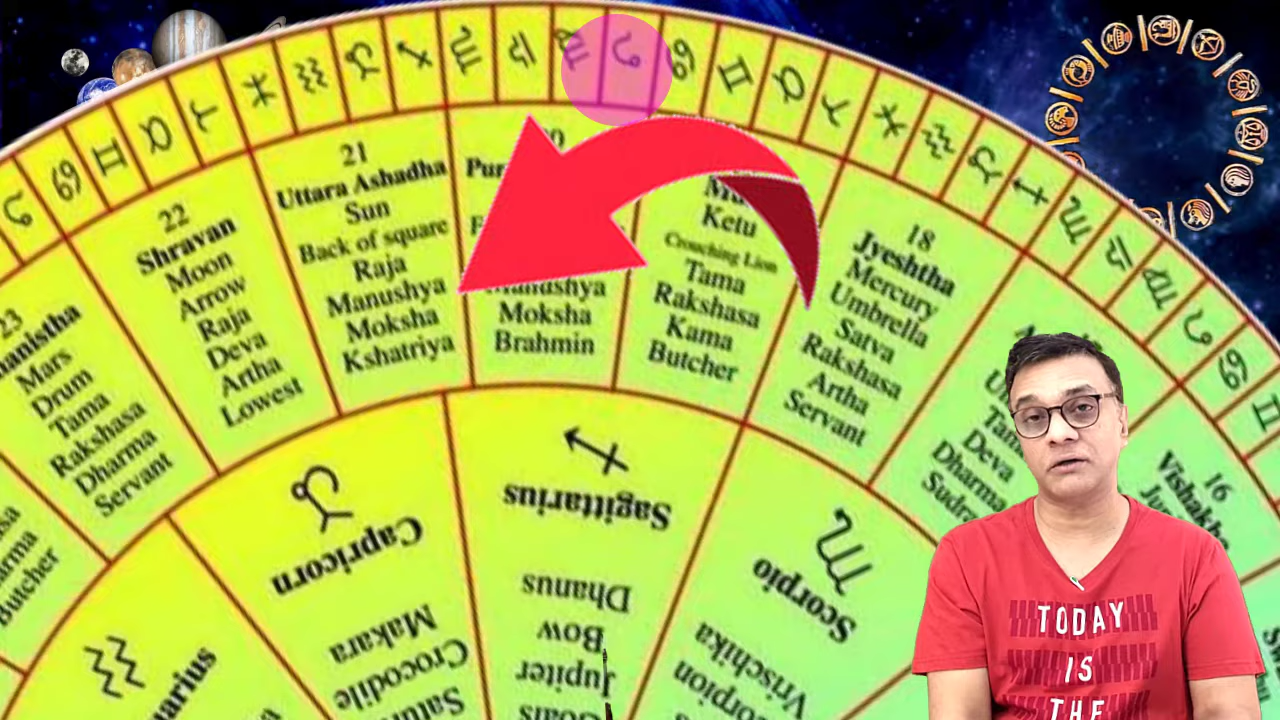 21
Uttara Ashadha
Sun
Back of square
Raja
Manushya
Moksha
Kshatriya
22
Shravan
Moon
Arrow
Raja
Deva
Artha
Lowest
23
Mars
Drum
Tama
Rakshasa
Dharma
Servant
Butcher
Moksha
Brahmin
Ketu
Crouching Lion
Tama
Rakshasa
Kama
Butcher
18
Jyeshtha
Mercury
Umbrella
Satva
Rakshasa
Artha
Servant
Deva
Dharma
16
Capricorn
Makara
Crocodile
Sagittarius
Dhanus
Bow
Jupiter
Scorpio
Vrischika
TODAY
IS
THE